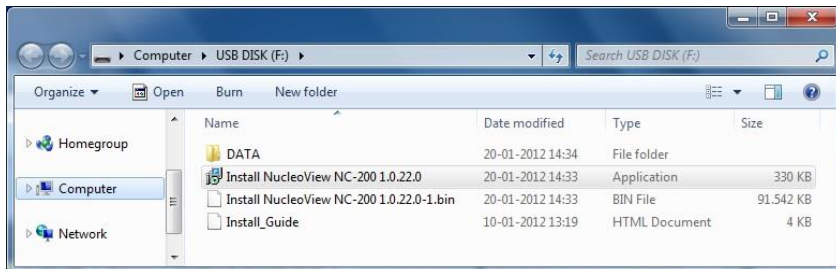 Computer USB DISK (F:) Search USB DISK (F:)
Organize Open Burn New folder
Name Date modified Type Size
Homegroup
Computer
Network
DATA 20-01-2012 14:34 File folder
Install NucleoView NC-200 1.0.22.0 20-01-2012 14:33 Application 330 KB
Install NucleoView NC-200 1.0.22.0-1.bin 20-01-2012 14:33 BIN File 91.542 KB
Install_Guide 10-01-2012 13:19 HTML Document 4 KB